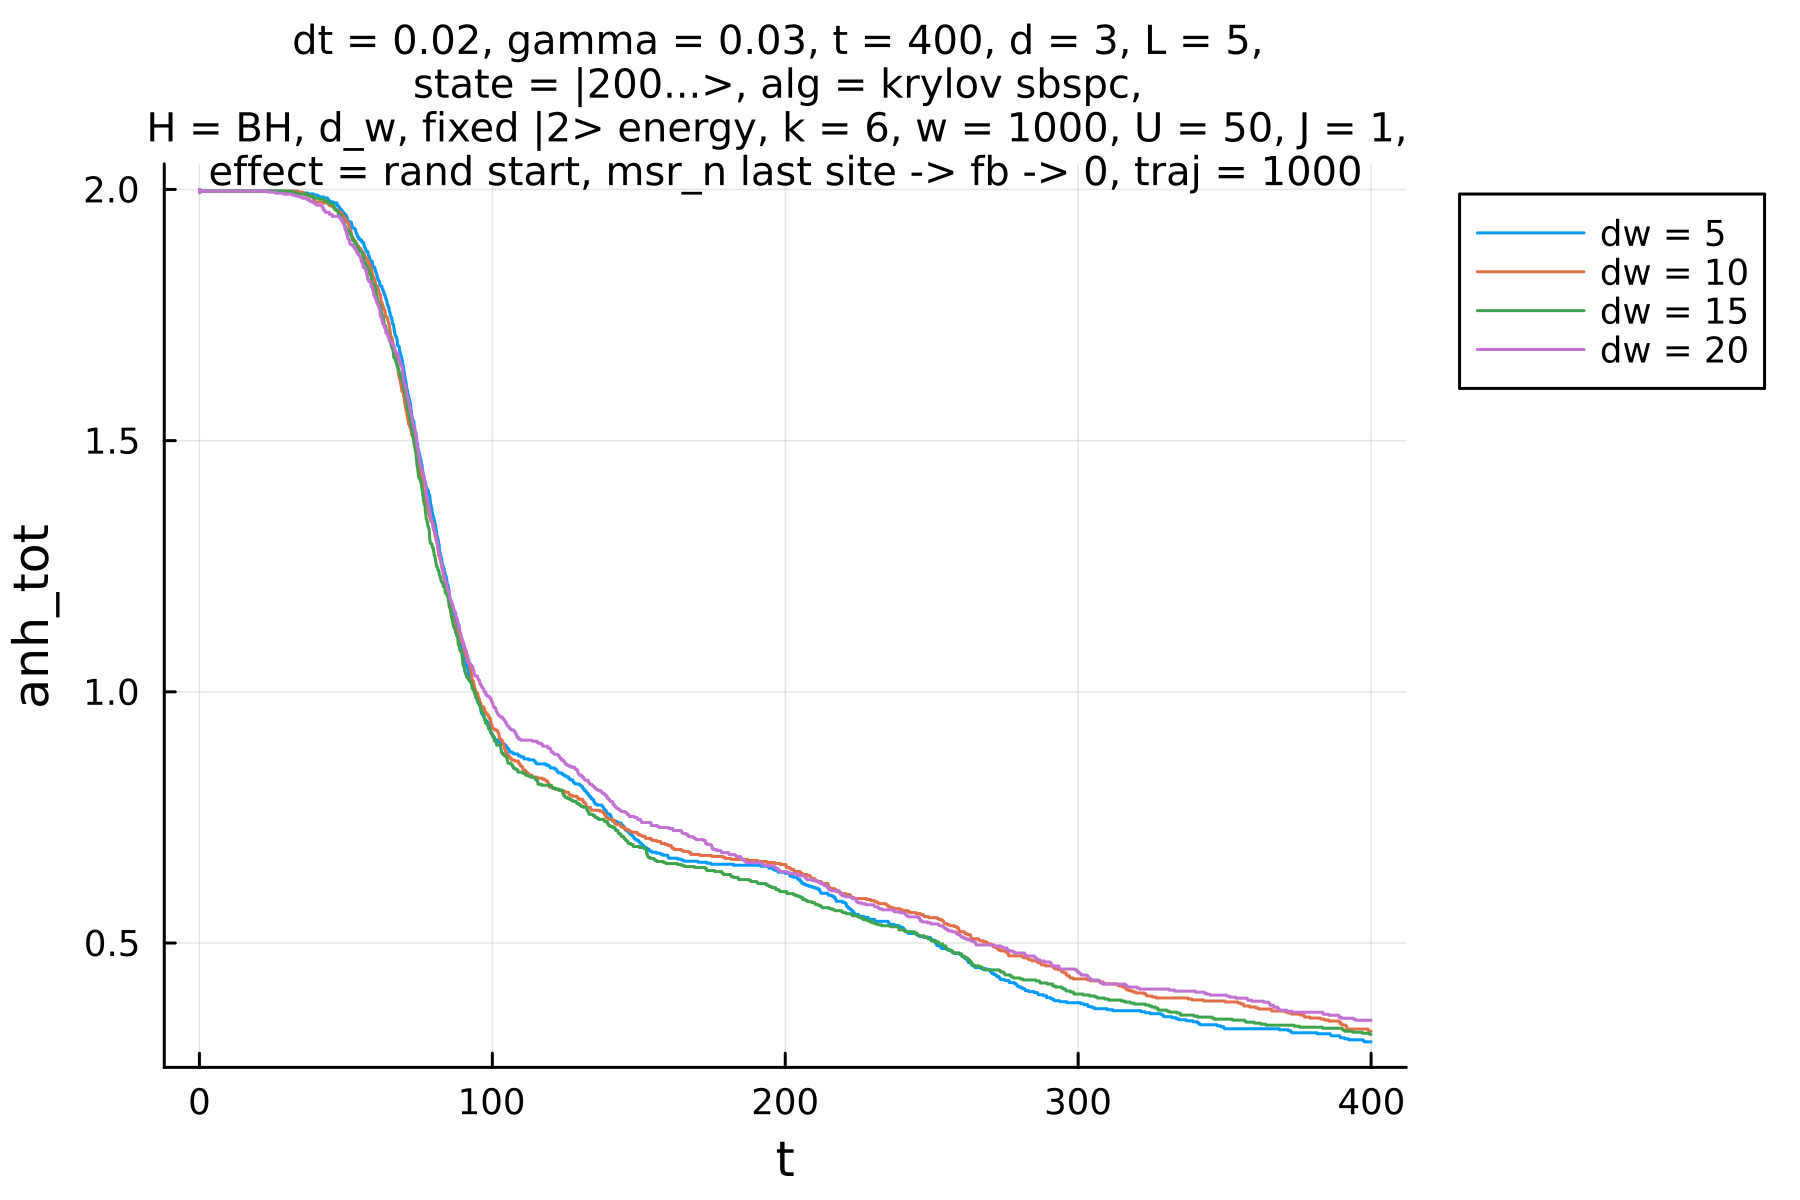 dt = 0.02, gamma = 0.03, t = 400, d = 3, L = 5,
state = |200...>, alg = krylov sbspc,
H = BH, d_w, fixed |2> energy, k = 6, w = 1000, U = 50, J = 1,
effect = rand start, msr_n last site -> fb -> 0, traj = 1000
2.0
1.5
1.0
0.5
anh_tot
0 100 200 300 400
t
dw = 5
dw = 10
dw = 15
dw = 20